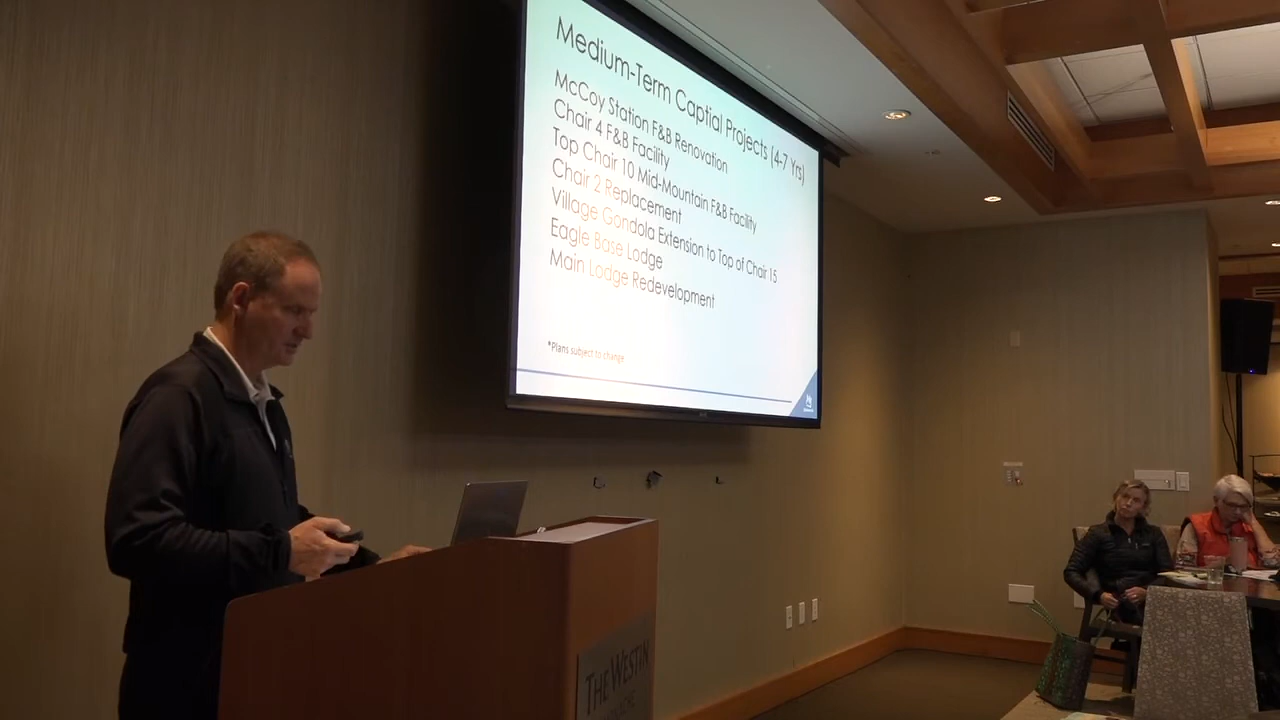 Medium-Term Captial Projects (4-7 Yrs)
McCoy Station F&B Renovation
Chair 4 F&B Facility
Top Chair 10 Mid-Mountain F&B Facility
Chair 2 Replacement
Village Gondola Extension to Top of Chair 15
Eagle Base Lodge
Main Lodge Redevelopment
*Plans subject to change
THE WESTIN